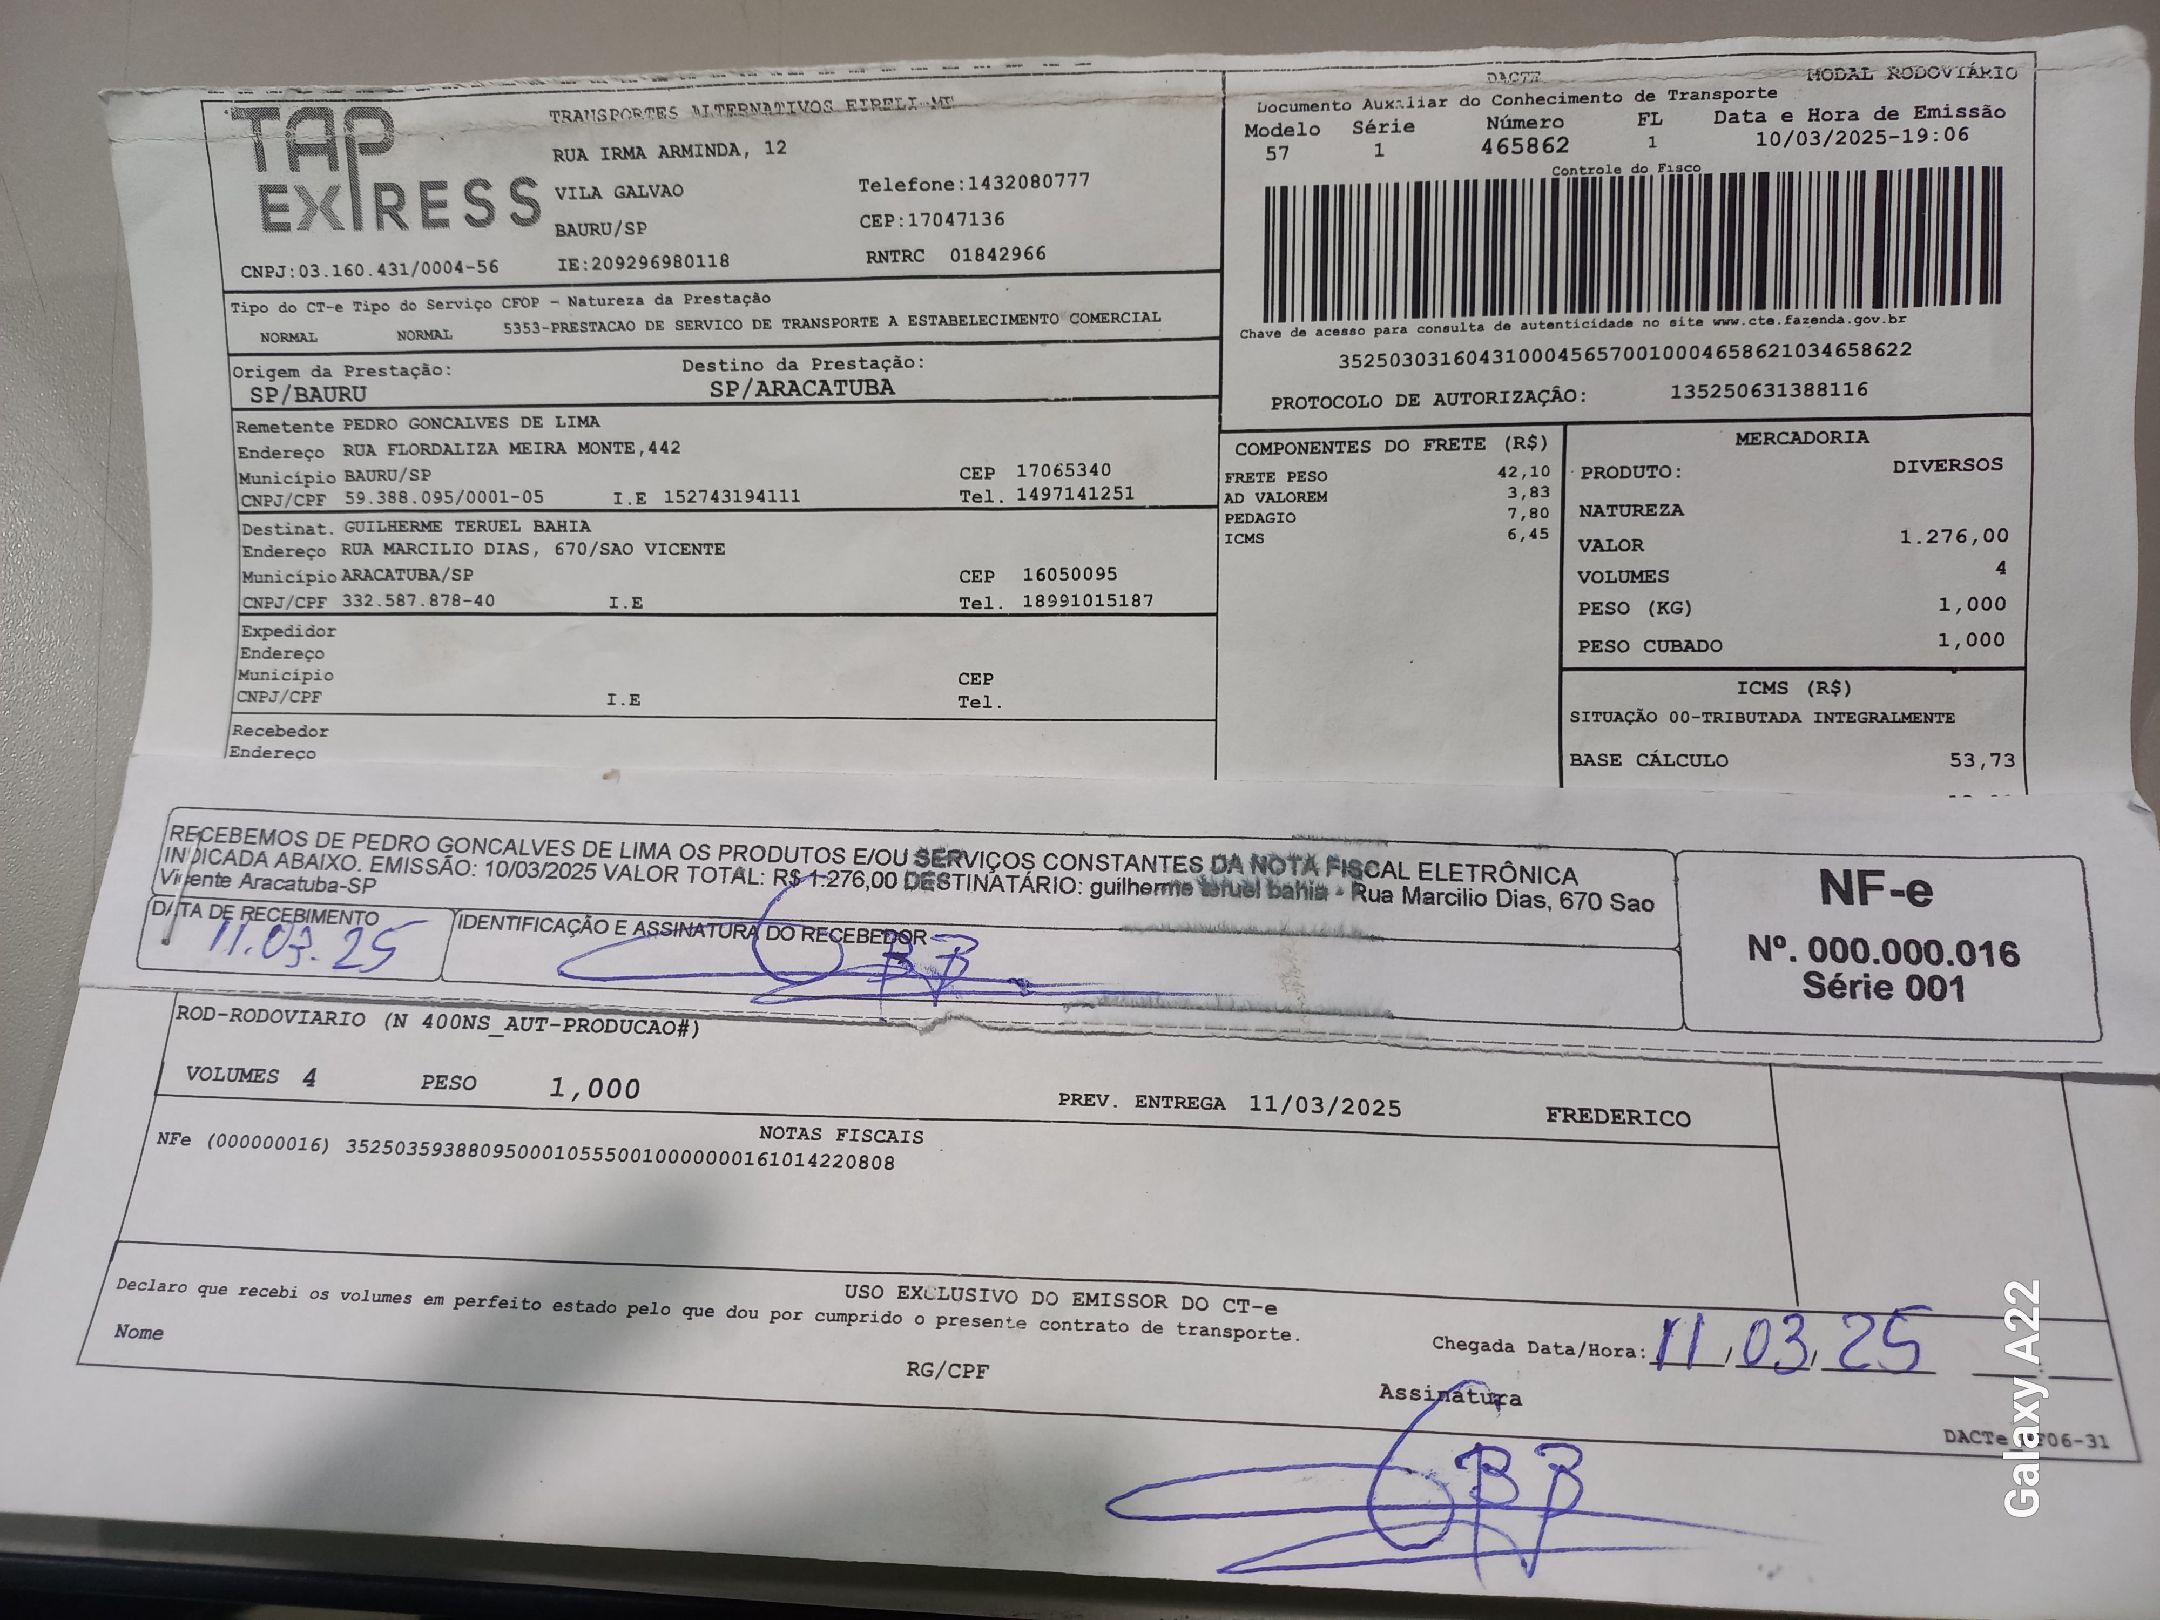 TAP
EXPRESS
TRANSPORTES ALTERNATIVOS EIRELI-ME
RUA IRMA ARMINDA, 12
VILA GALVAO
BAURU/SP
Telefone:1432080777
CEP:17047136
CNPJ:03.160.431/0004-56
IE:209296980118
RNTRC 01842966
DACTE
MODAL RODOVIÁRIO
Documento Auxiliar do Conhecimento de Transporte
Modelo Série Número FL Data e Hora de Emissão
57 1 465862 1 10/03/2025-19:06
Controle do Fisco
Chave de acesso para consulta de autenticidade no site www.cte.fazenda.gov.br
35250303160431000456570010004658621034658622
PROTOCOLO DE AUTORIZAÇÂO: 135250631388116
Tipo do CT-e Tipo do Serviço CFOP - Natureza da Prestação
NORMAL NORMAL 5353-PRESTACAO DE SERVICO DE TRANSPORTE A ESTABELECIMENTO COMERCIAL
Origem da Prestação: Destino da Prestação:
SP/BAURU SP/ARACATUBA
Remetente PEDRO GONCALVES DE LIMA
Endereço RUA FLORDALIZA MEIRA MONTE,442
Município BAURU/SP CEP 17065340
CNPJ/CPF 59.388.095/0001-05 I.E 152743194111 Tel. 1497141251
Destinat. GUILHERME TERUEL BAHIA
Endereço RUA MARCILIO DIAS, 670/SAO VICENTE
Município ARACATUBA/SP CEP 16050095
CNPJ/CPF 332.587.878-40 I.E Tel. 18991015187
Expedidor
Endereço
Município CEP
CNPJ/CPF I.E Tel.
Recebedor
Endereço
COMPONENTES DO FRETE (R$)
FRETE PESO 42,10
AD VALOREM 3,83
PEDAGIO 7,80
ICMS 6,45
MERCADORIA
PRODUTO: DIVERSOS
NATUREZA
VALOR 1.276,00
VOLUMES 4
PESO (KG) 1,000
PESO CUBADO 1,000
ICMS (R$)
SITUAÇÃO 00-TRIBUTADA INTEGRALMENTE
BASE CÁLCULO 53,73
RECEBEMOS DE PEDRO GONCALVES DE LIMA OS PRODUTOS E/OU SERVIÇOS CONSTANTES DA NOTA FISCAL ELETRÔNICA
INDICADA ABAIXO. EMISSÃO: 10/03/2025 VALOR TOTAL: R$ 1.276,00 DESTINATÁRIO: guilherme teruel bahia - Rua Marcilio Dias, 670 Sao
Vicente Aracatuba-SP
DATA DE RECEBIMENTO
11.03.25
IDENTIFICAÇÃO E ASSINATURA DO RECEBEDOR
NF-e
Nº. 000.000.016
Série 001
ROD-RODOVIARIO (N 400NS_AUT-PRODUCAO#)
VOLUMES 4 PESO 1,000 PREV. ENTREGA 11/03/2025 FREDERICO
NOTAS FISCAIS
NFe (000000016) 35250359388095000105550010000000161014220808
USO EXCLUSIVO DO EMISSOR DO CT-e
Declaro que recebi os volumes em perfeito estado pelo que dou por cumprido o presente contrato de transporte.
Nome
RG/CPF
Chegada Data/Hora: 11,03,25
Assinatura
Galaxy A22